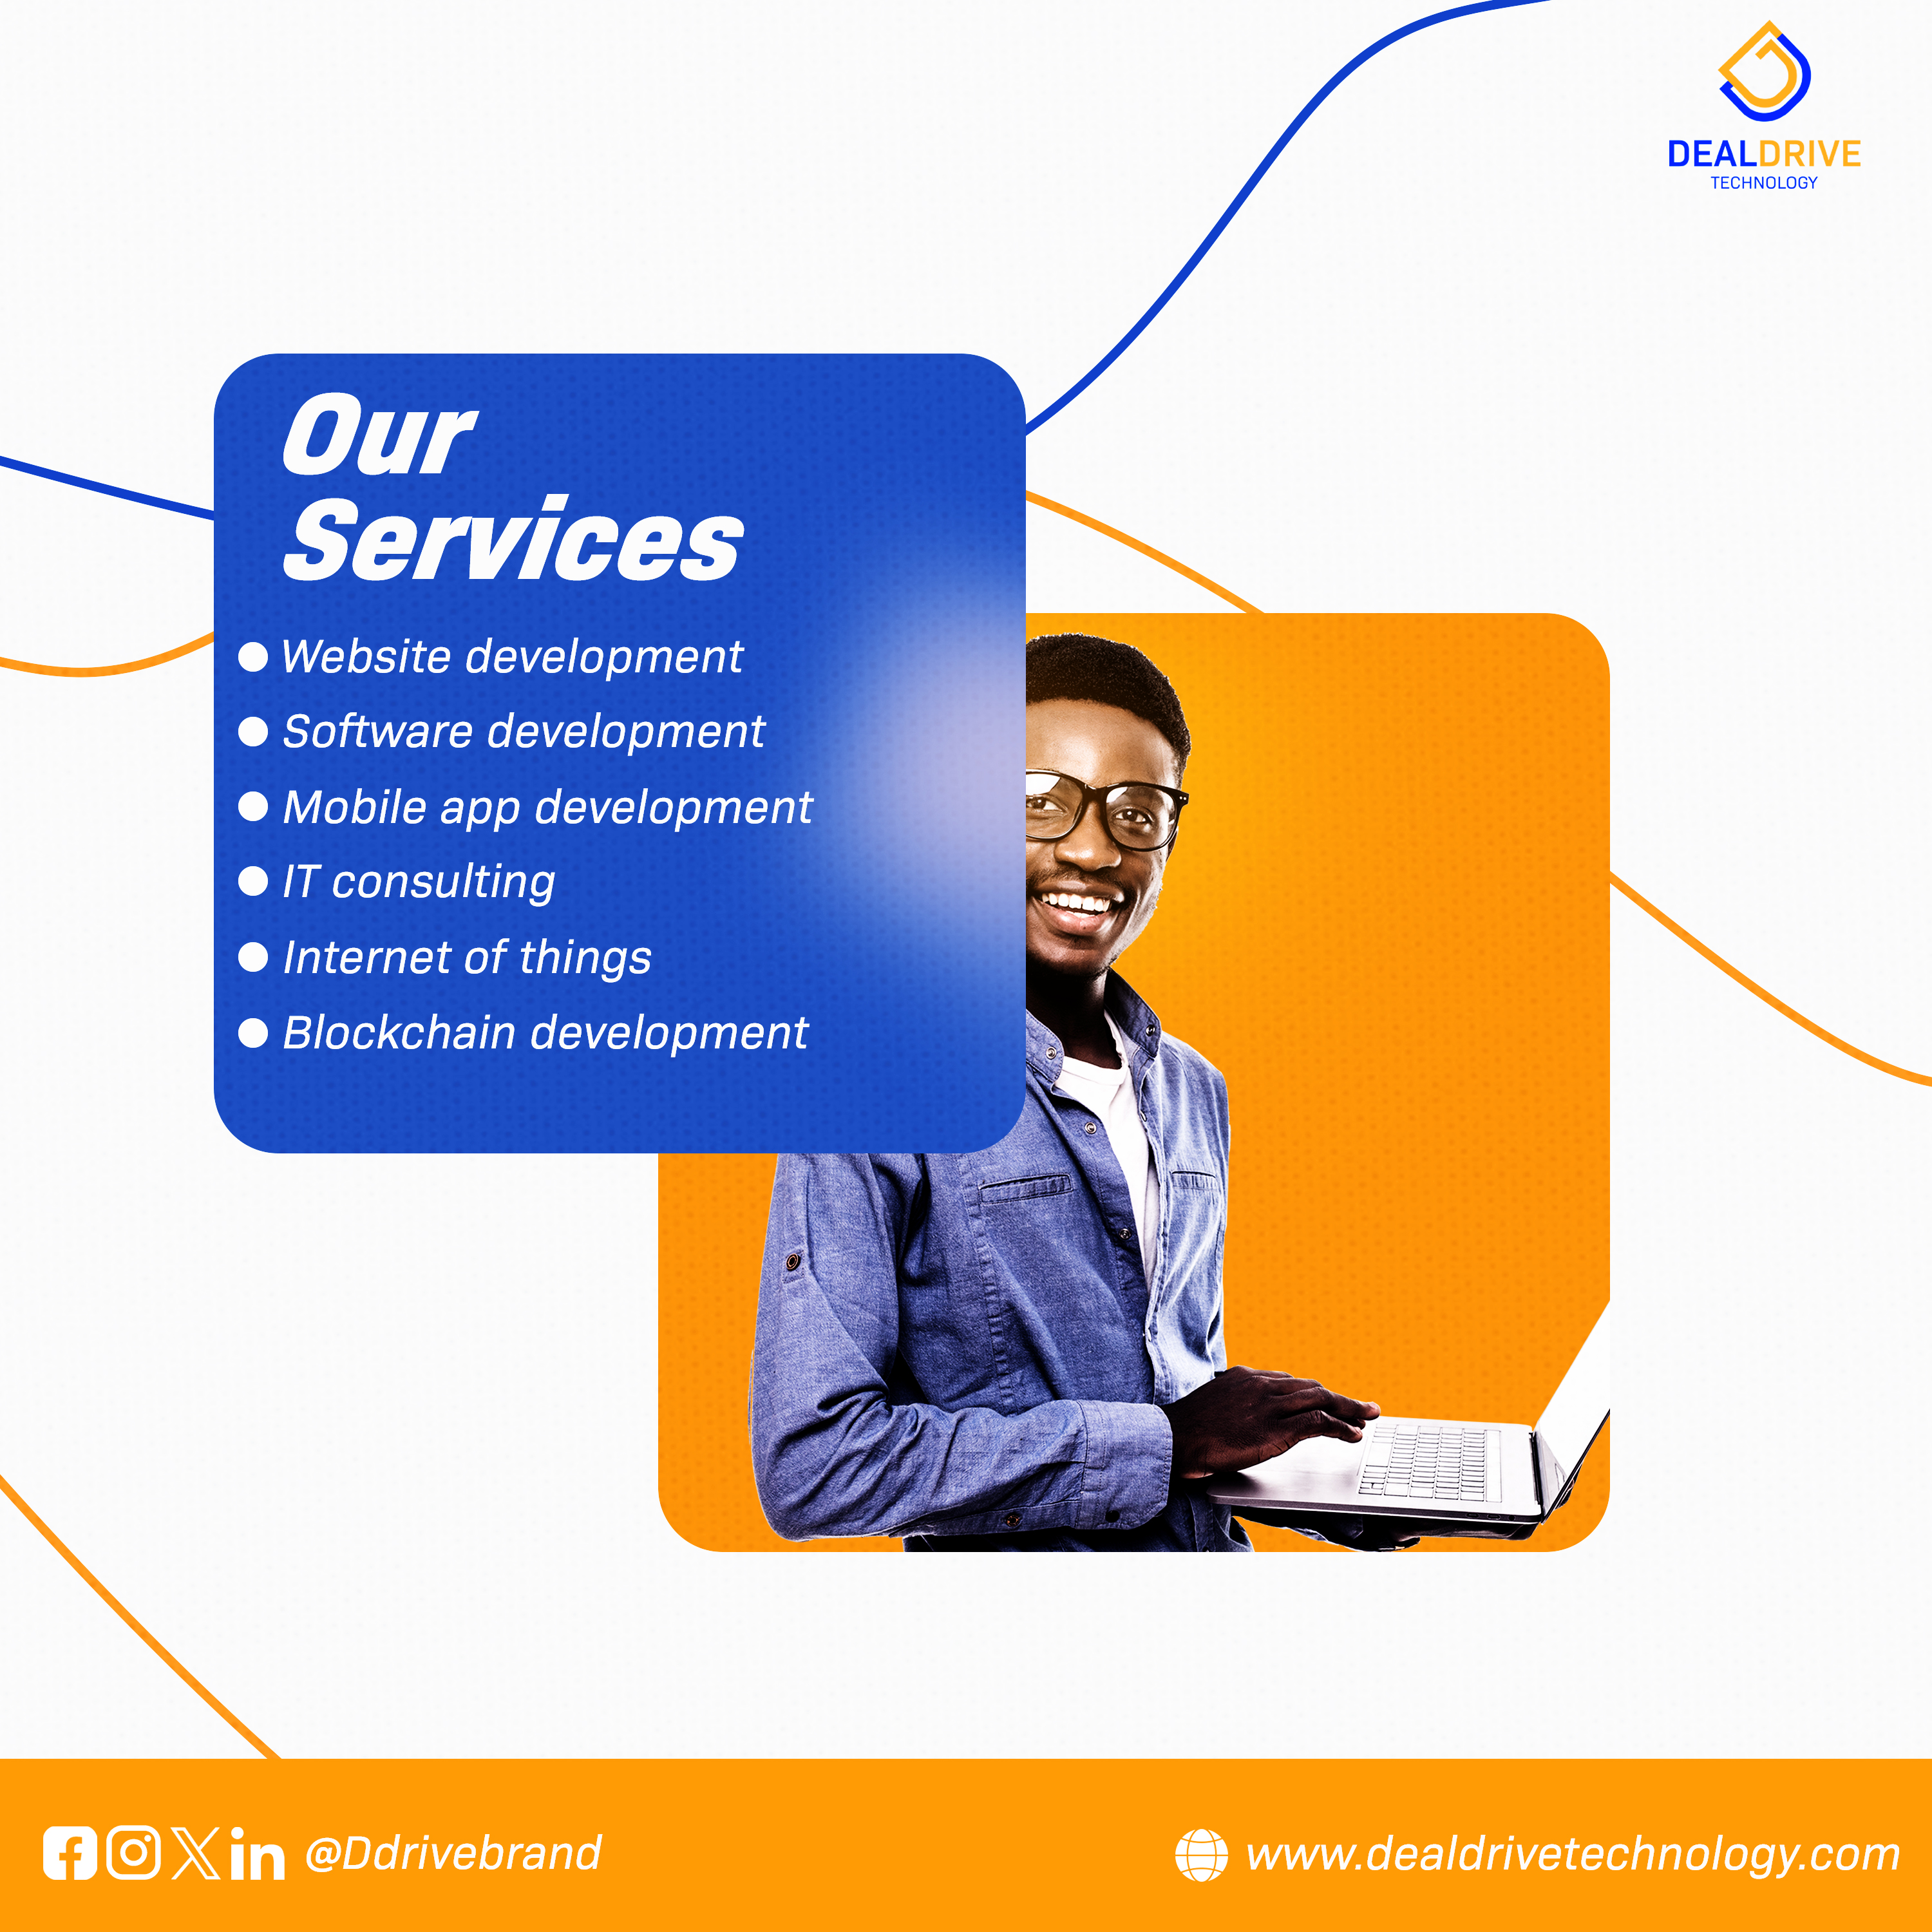 DEALDRIVE
TECHNOLOGY
Our
Services
Website development
Software development
Mobile app development
IT consulting
Internet of things
Blockchain development
@Ddrivebrand
www.dealdrivetechnology.com